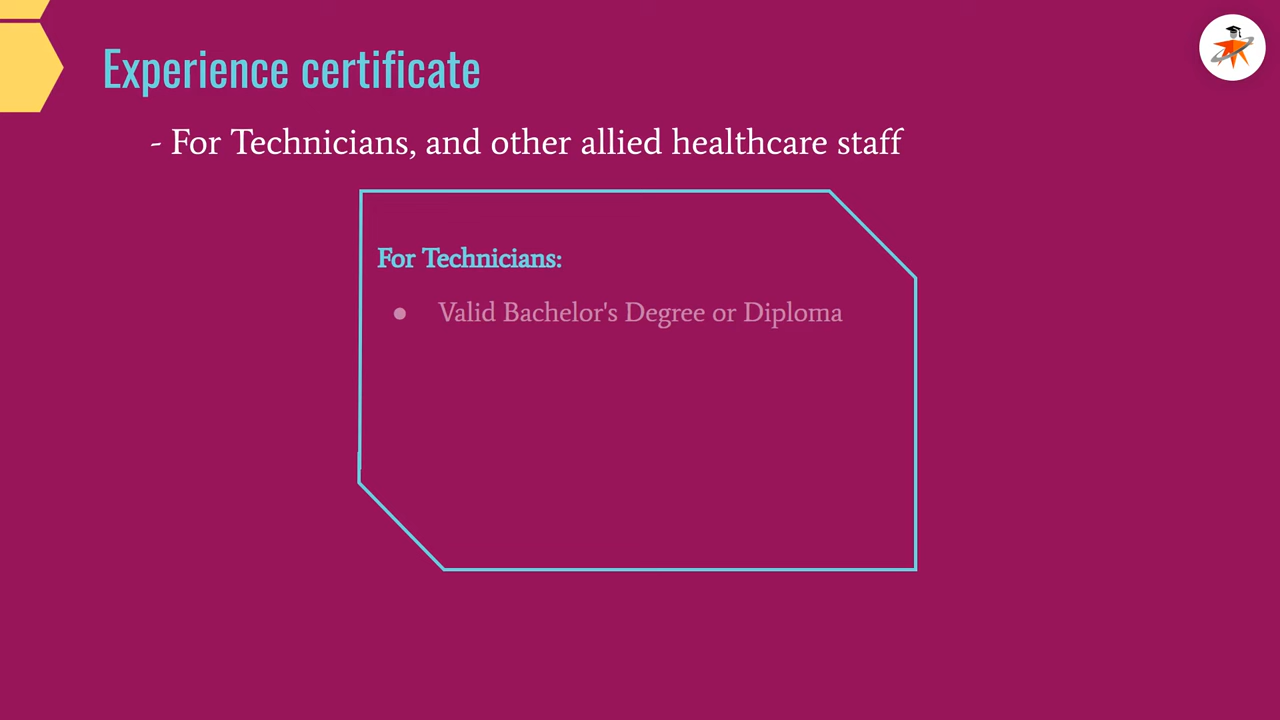 Experience certificate
- For Technicians, and other allied healthcare staff
For Technicians:
● Valid Bachelor's Degree or Diploma